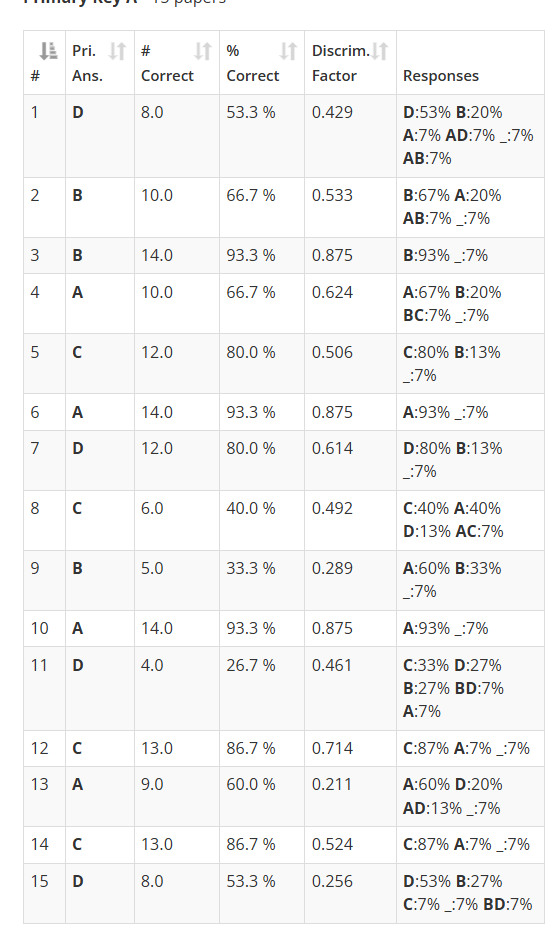 Primary Key A - 15 papers
# Pri. Ans. # Correct % Correct Discrim. Factor Responses
1 D 8.0 53.3 % 0.429 D:53% B:20%
A:7% AD:7% _:7%
AB:7%
2 B 10.0 66.7 % 0.533 B:67% A:20%
AB:7% _:7%
3 B 14.0 93.3 % 0.875 B:93% _:7%
4 A 10.0 66.7 % 0.624 A:67% B:20%
BC:7% _:7%
5 C 12.0 80.0 % 0.506 C:80% B:13%
_:7%
6 A 14.0 93.3 % 0.875 A:93% _:7%
7 D 12.0 80.0 % 0.614 D:80% B:13%
_:7%
8 C 6.0 40.0 % 0.492 C:40% A:40%
D:13% AC:7%
9 B 5.0 33.3 % 0.289 A:60% B:33%
_:7%
10 A 14.0 93.3 % 0.875 A:93% _:7%
11 D 4.0 26.7 % 0.461 C:33% D:27%
B:27% BD:7%
A:7%
12 C 13.0 86.7 % 0.714 C:87% A:7% _:7%
13 A 9.0 60.0 % 0.211 A:60% D:20%
AD:13% _:7%
14 C 13.0 86.7 % 0.524 C:87% A:7% _:7%
15 D 8.0 53.3 % 0.256 D:53% B:27%
C:7% _:7% BD:7%